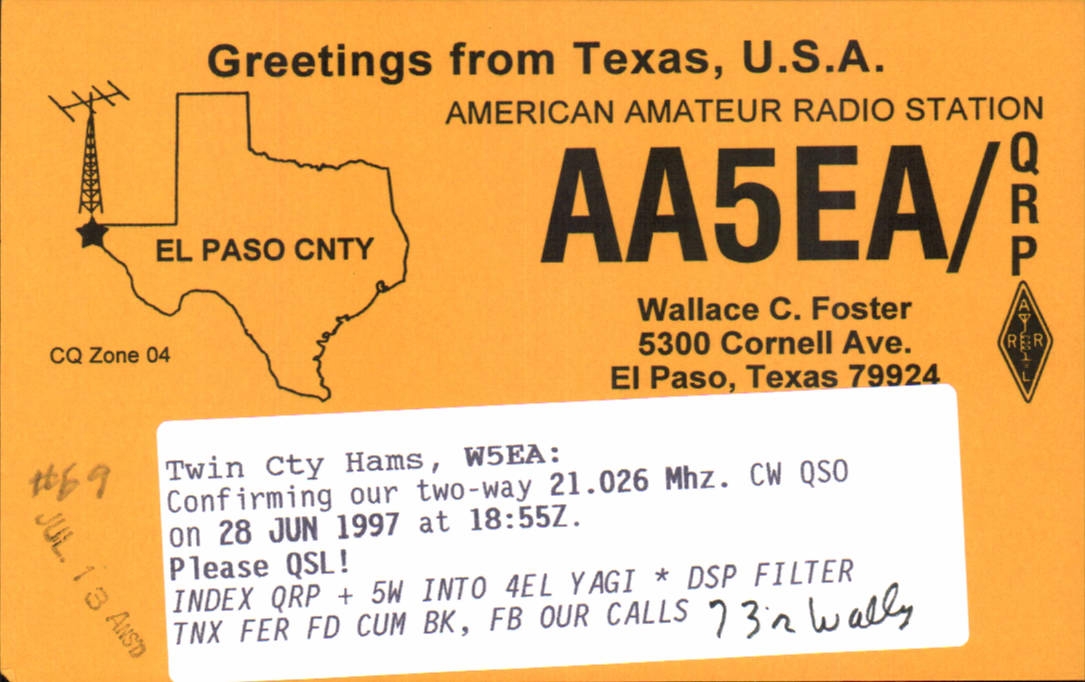 Greetings from Texas, U.S.A.
AMERICAN AMATEUR RADIO STATION
AA5EA/QRP
EL PASO CNTY
Wallace C. Foster
5300 Cornell Ave.
El Paso, Texas 79924
CQ Zone 04
ARRL
#69
JUL. 13 ANS'D
Twin Cty Hams, W5EA:
Confirming our two-way 21.026 Mhz. CW QSO
on 28 JUN 1997 at 18:55Z.
Please QSL!
INDEX QRP + 5W INTO 4EL YAGI * DSP FILTER
TNX FER FD CUM BK, FB OUR CALLS 73 Wally